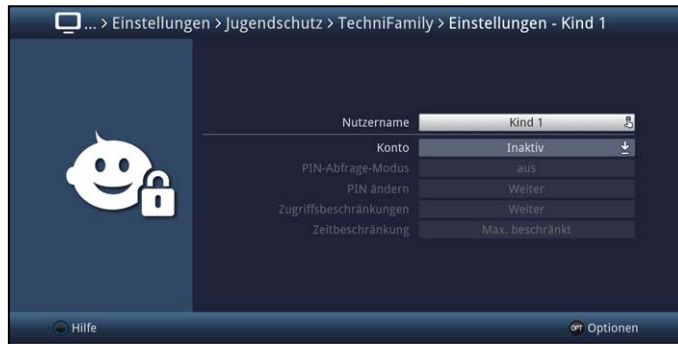 ... > Einstellungen > Jugendschutz > TechniFamily > Einstellungen - Kind 1
Nutzername Kind 1
Konto Inaktiv
PIN-Abfrage-Modus aus
PIN ändern Weiter
Zugriffsbeschränkungen Weiter
Zeitbeschränkung Max. beschränkt
Hilfe OPT Optionen